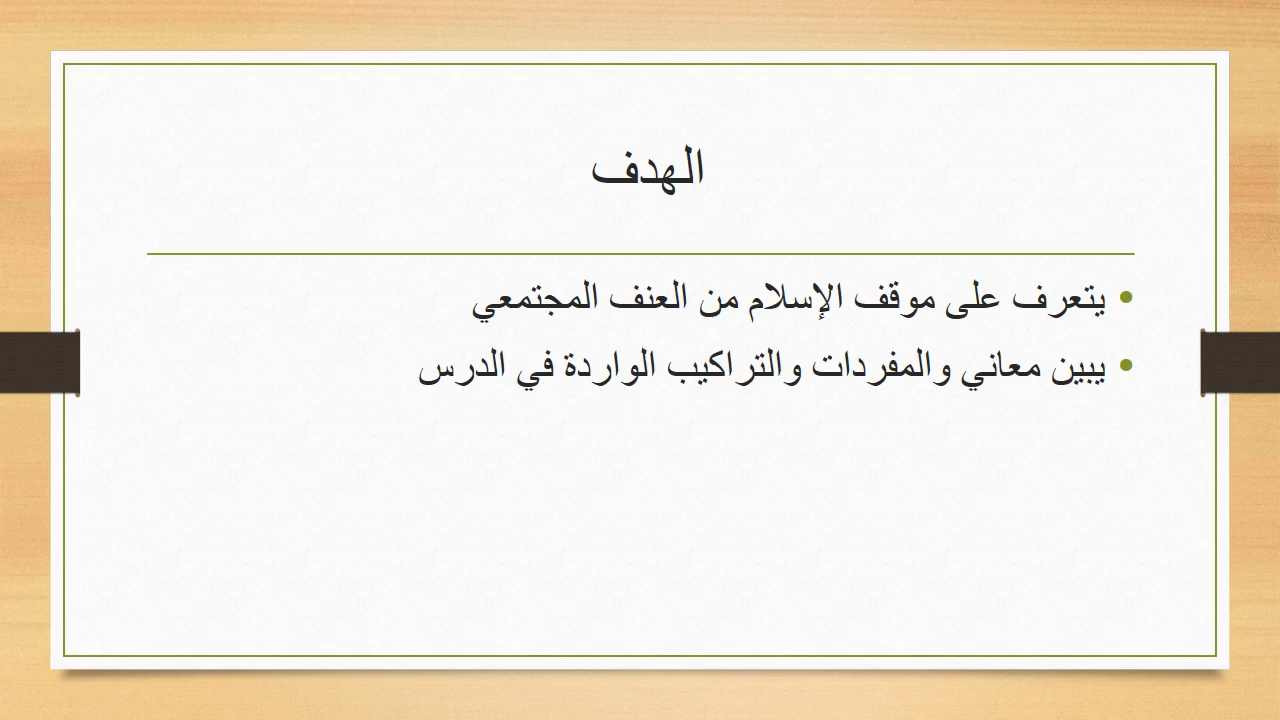 الهدف
• يتعرف على موقف الإسلام من العنف المجتمعي
• يبين معاني والمفردات والتراكيب الواردة في الدرس